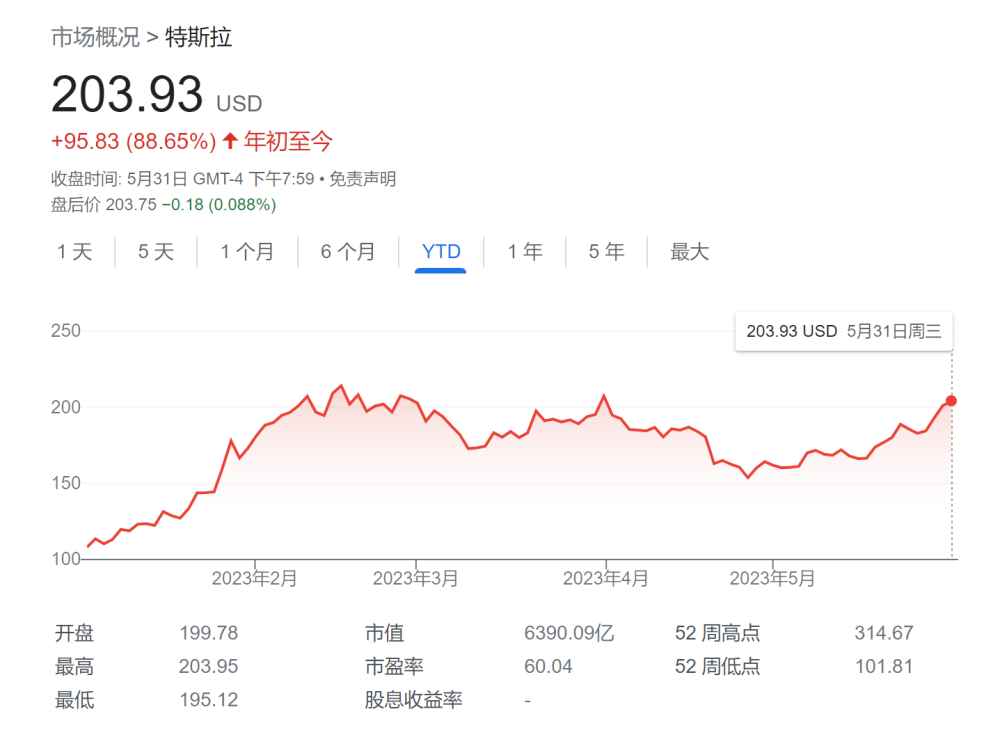 市场概况 > 特斯拉
203.93 USD
+95.83 (88.65%) ↑ 年初至今
收盘时间: 5月31日 GMT-4 下午7:59 • 免责声明
盘后价 203.75 −0.18 (0.088%)
1 天 5 天 1 个月 6 个月 YTD 1 年 5 年 最大
203.93 USD 5月31日周三
250
200
150
100
2023年2月 2023年3月 2023年4月 2023年5月
开盘 199.78 市值 6390.09亿 52 周高点 314.67
最高 203.95 市盈率 60.04 52 周低点 101.81
最低 195.12 股息收益率 -